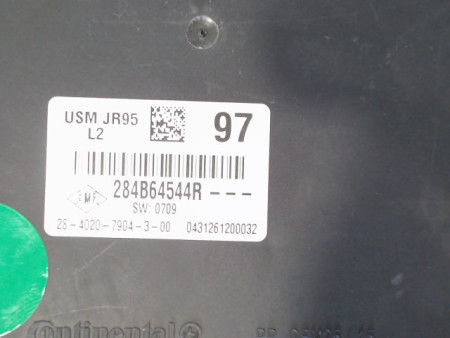 USM JR95
L2
97
284B64544R ---
SW: 0709
28-4020-7904-3-00 0431261200032
Continental